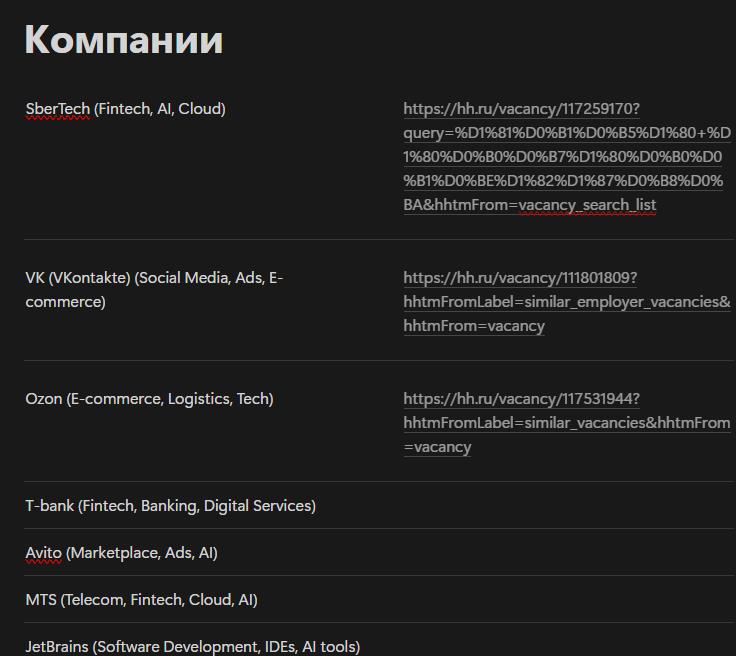 Компании
SberTech (Fintech, AI, Cloud)
https://hh.ru/vacancy/117259170?
query=%D1%81%D0%B1%D0%B5%D1%80+%D
1%80%D0%B0%D0%B7%D1%80%D0%B0%D0
%B1%D0%BE%D1%82%D1%87%D0%B8%D0%
BA&hhtmFrom=vacancy_search_list
VK (VKontakte) (Social Media, Ads, E-
commerce)
https://hh.ru/vacancy/111801809?
hhtmFromLabel=similar_employer_vacancies&
hhtmFrom=vacancy
Ozon (E-commerce, Logistics, Tech)
https://hh.ru/vacancy/117531944?
hhtmFromLabel=similar_vacancies&hhtmFrom
=vacancy
T-bank (Fintech, Banking, Digital Services)
Avito (Marketplace, Ads, AI)
MTS (Telecom, Fintech, Cloud, AI)
JetBrains (Software Development, IDEs, AI tools)